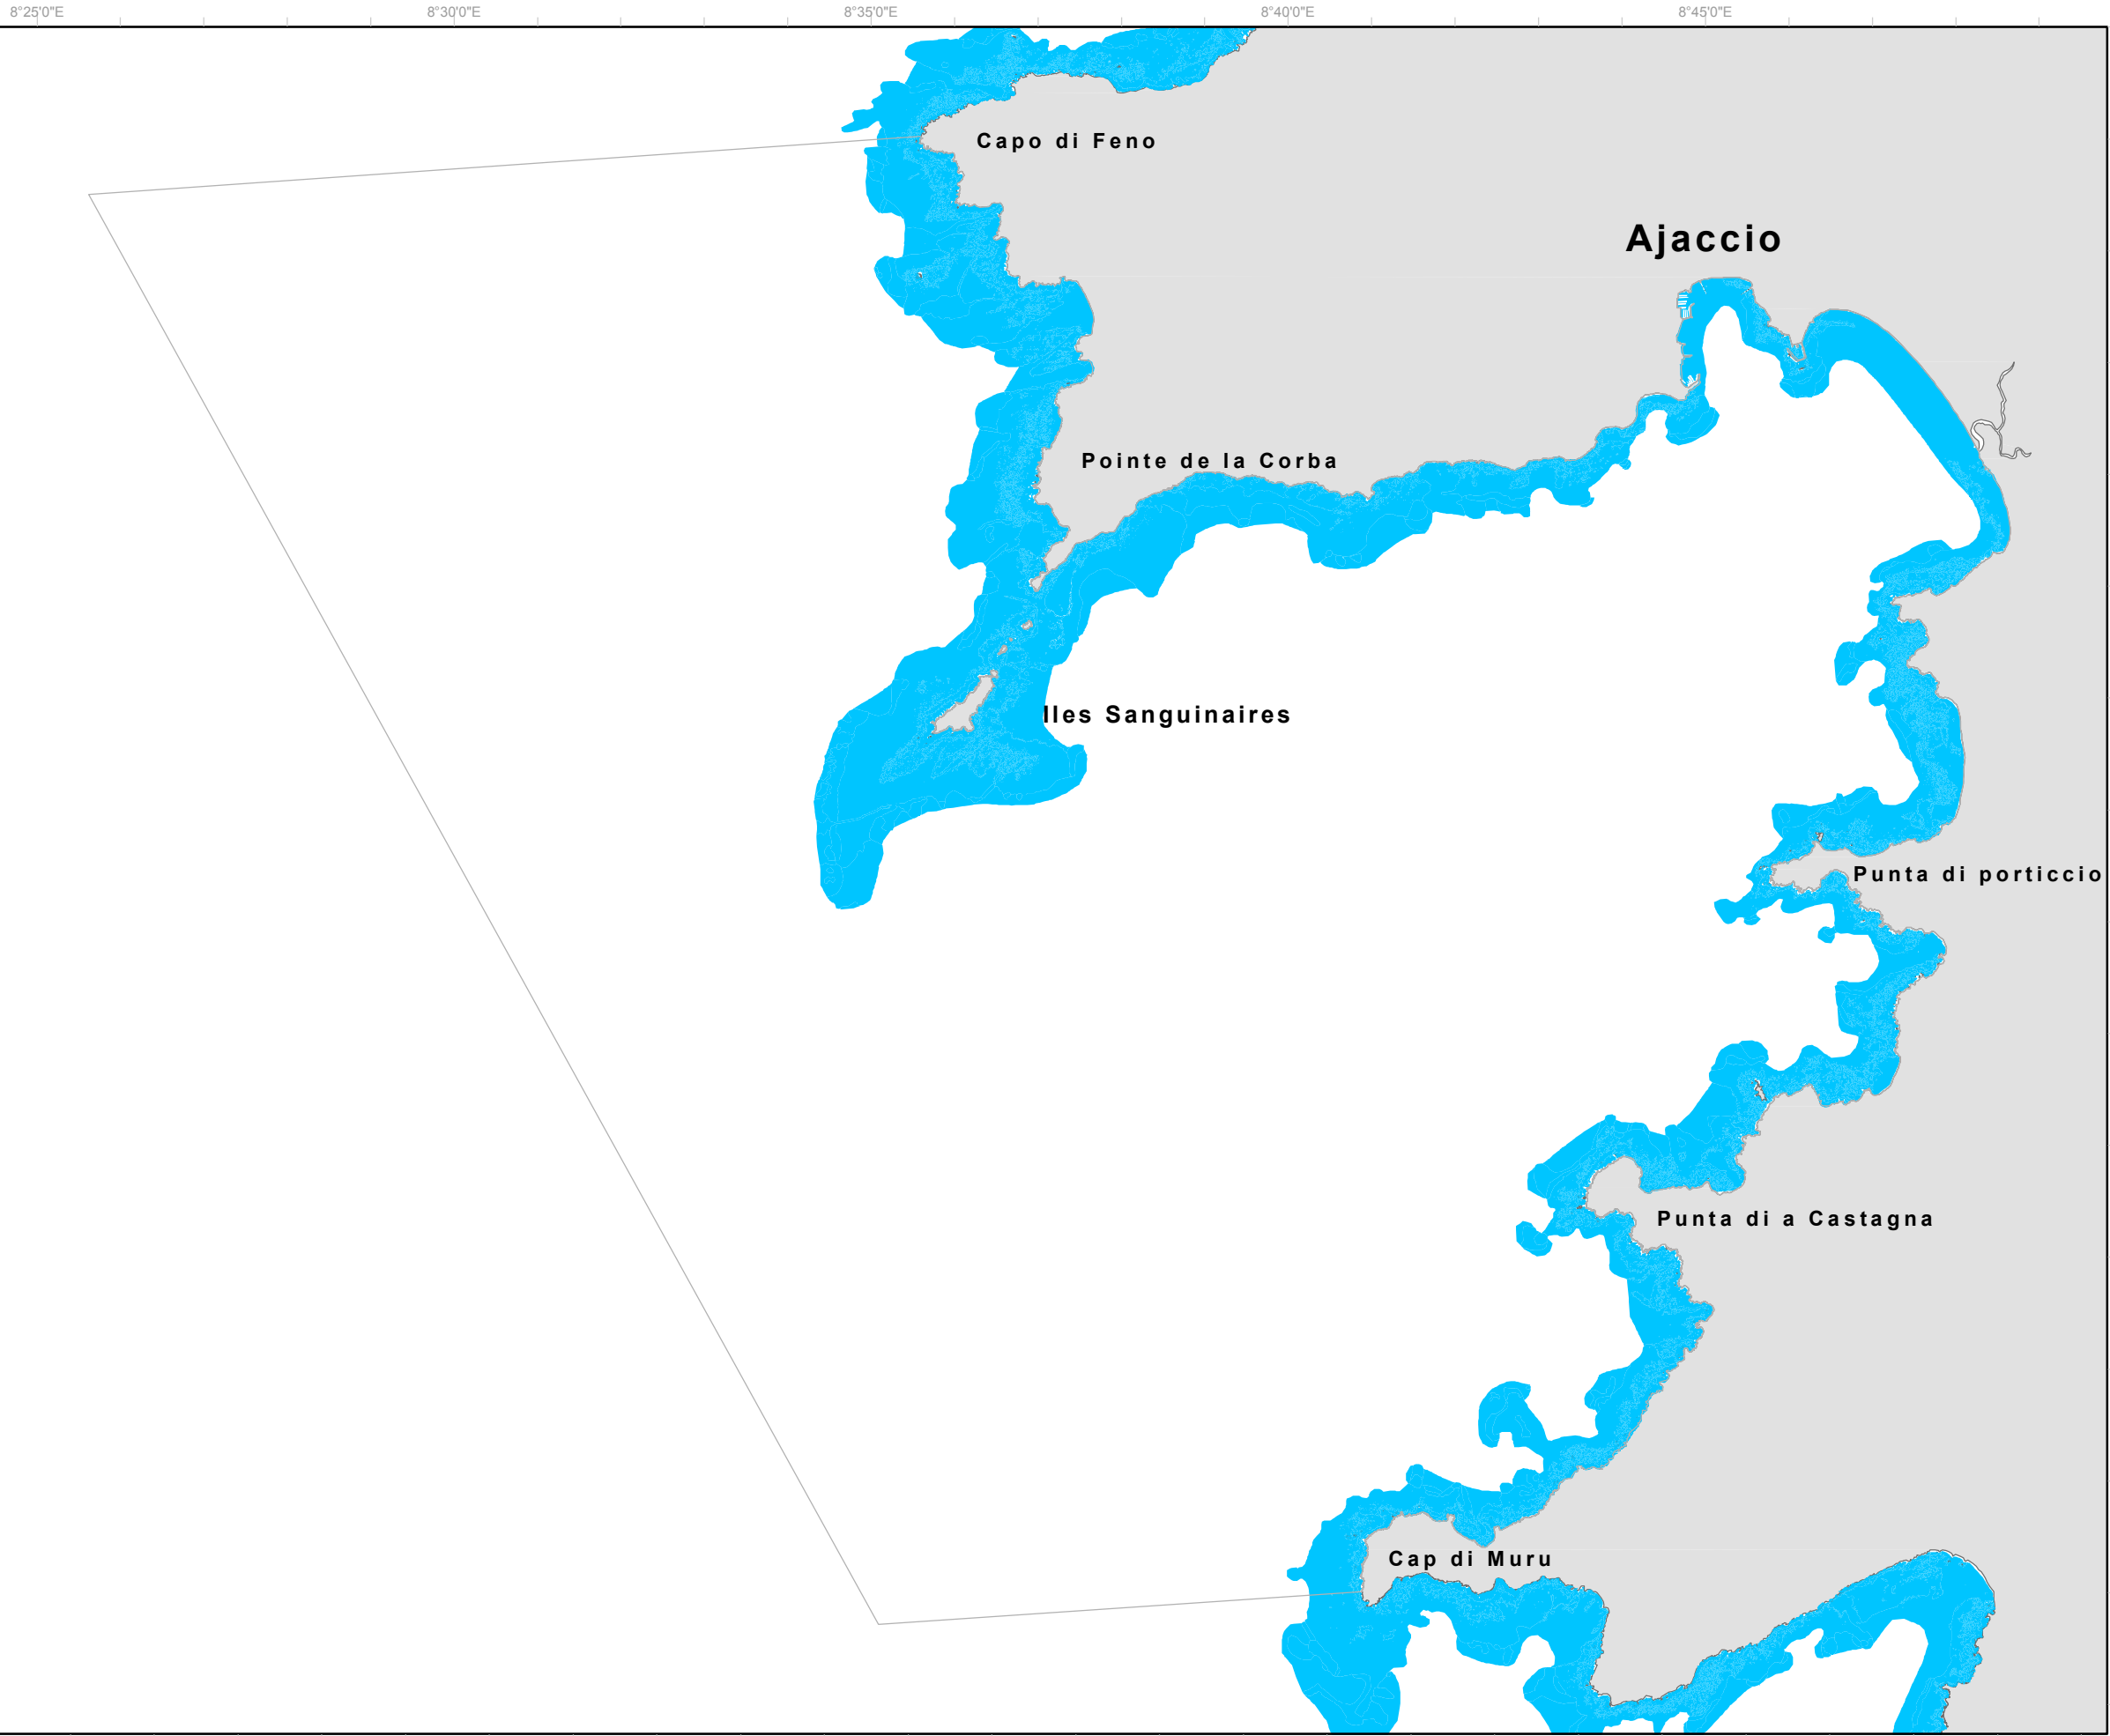 8°25'0"E
8°30'0"E
8°35'0"E
8°40'0"E
8°45'0"E
Capo di Feno
Ajaccio
Pointe de la Corba
Iles Sanguinaires
Punta di porticcio
Punta di a Castagna
Cap di Muru